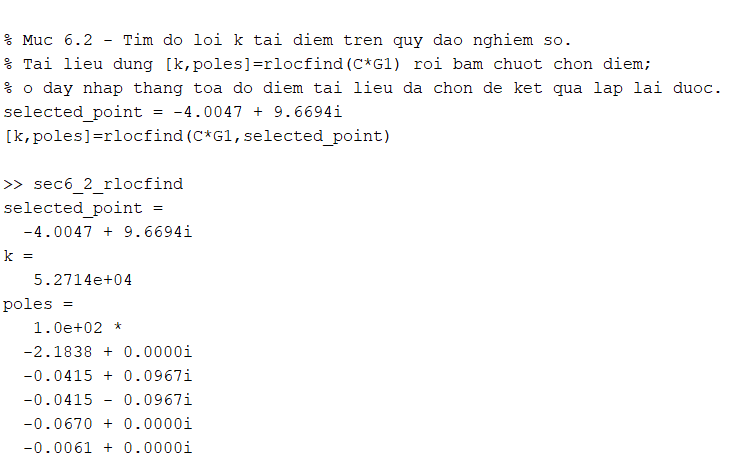 % Muc 6.2 - Tim do loi k tai diem tren quy dao nghiem so.
% Tai lieu dung [k,poles]=rlocfind(C*G1) roi bam chuot chon diem;
% o day nhap thang toa do diem tai lieu da chon de ket qua lap lai duoc.
selected_point = -4.0047 + 9.6694i
[k,poles]=rlocfind(C*G1,selected_point)
>> sec6_2_rlocfind
selected_point =
-4.0047 + 9.6694i
k =
5.2714e+04
poles =
1.0e+02 *
-2.1838 + 0.0000i
-0.0415 + 0.0967i
-0.0415 - 0.0967i
-0.0670 + 0.0000i
-0.0061 + 0.0000i